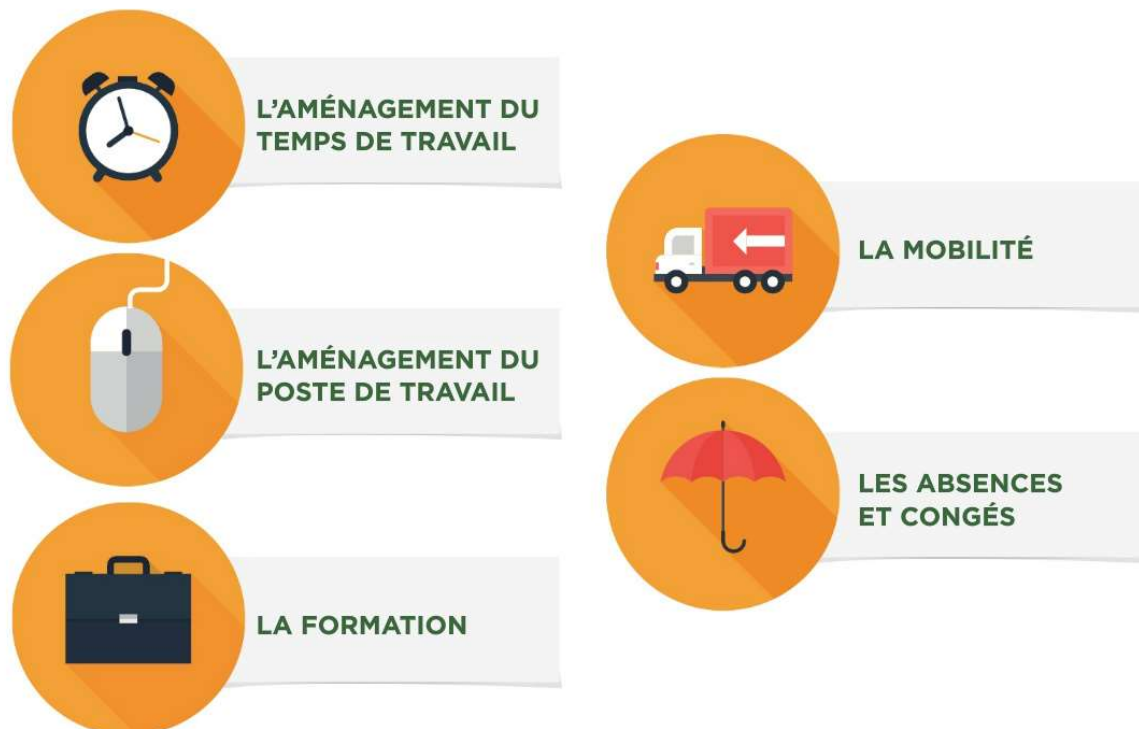 L'AMÉNAGEMENT DU
TEMPS DE TRAVAIL
L'AMÉNAGEMENT DU
POSTE DE TRAVAIL
LA FORMATION
LA MOBILITÉ
LES ABSENCES
ET CONGÉS